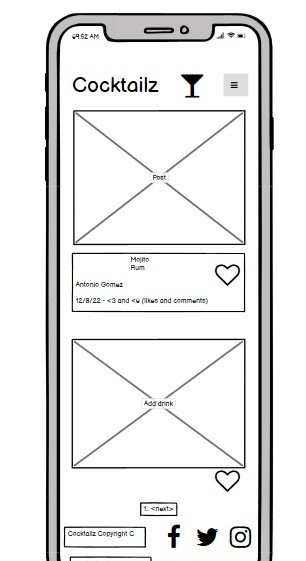 09:52 AM
Cocktailz
Post
Mojito
Rum
Antonio Gomez
12/8/22 - <3 and <u (likes and comments)
Add drink
1.. <next>
Cocktailz Copyright C